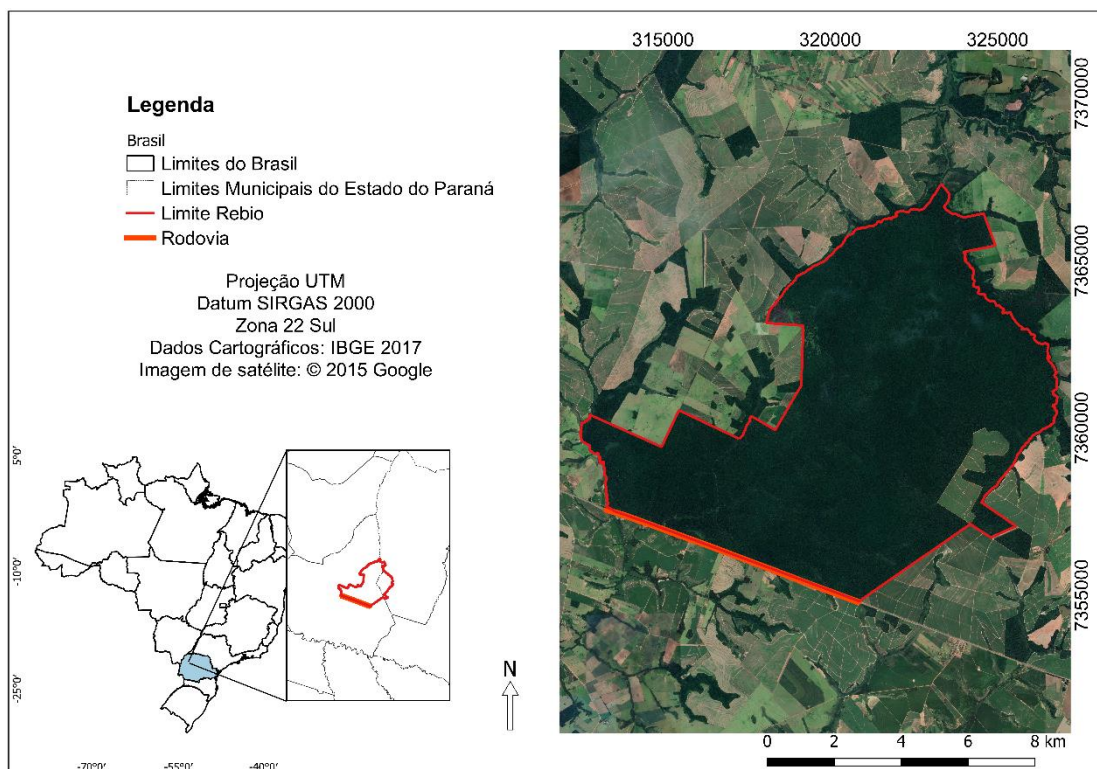 Legenda
Brasil
Limites do Brasil
Limites Municipais do Estado do Paraná
Limite Rebio
Rodovia
Projeção UTM
Datum SIRGAS 2000
Zona 22 Sul
Dados Cartográficos: IBGE 2017
Imagem de satélite: © 2015 Google
5°0'
-10°0'
-25°0'
-70°0'
-55°0'
-40°0'
N
315000
320000
325000
7370000
7365000
7360000
7355000
0 2 4 6 8 km